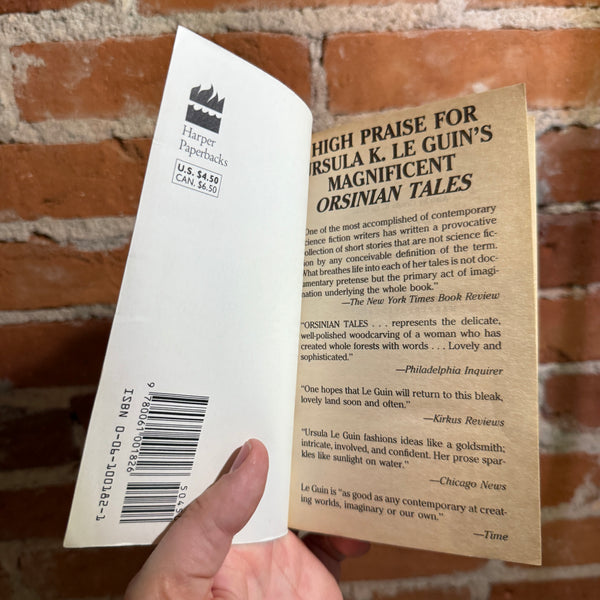 Harper
Paperbacks
U.S. $4.50
CAN. $6.50
9 780061 001826
ISBN 0-06-100182-1
HIGH PRAISE FOR
URSULA K. LE GUIN'S
MAGNIFICENT
ORSINIAN TALES
"One of the most accomplished of contemporary
science fiction writers has written a provocative
collection of short stories that are not science fic-
tion by any conceivable definition of the term.
What breathes life into each of her tales is not doc-
umentary pretense but the primary act of imagi-
nation underlying the whole book."
—The New York Times Book Review
"ORSINIAN TALES . . . represents the delicate,
well-polished woodcarving of a woman who has
created whole forests with words . . . Lovely and
sophisticated."
—Philadelphia Inquirer
"One hopes that Le Guin will return to this bleak,
lovely land soon and often."
—Kirkus Reviews
"Ursula Le Guin fashions ideas like a goldsmith;
intricate, involved, and confident. Her prose spar-
kles like sunlight on water."
—Chicago News
Le Guin is "as good as any contemporary at creat-
ing worlds, imaginary or our own."
—Time